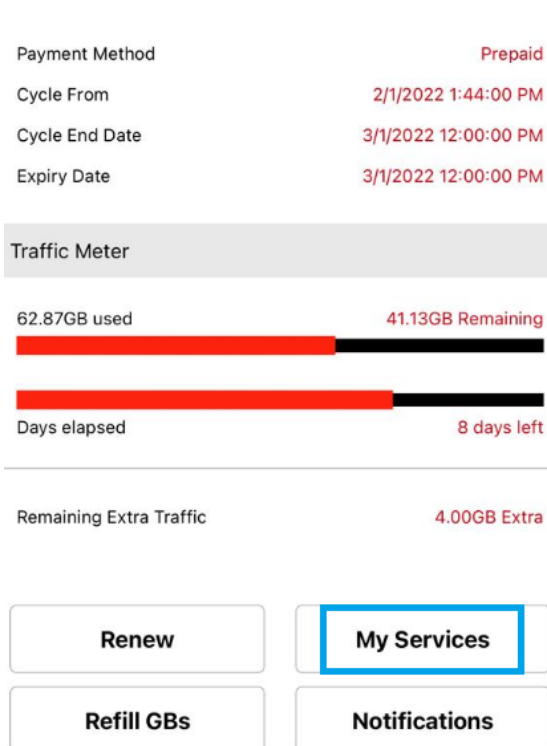 Payment Method Prepaid
Cycle From 2/1/2022 1:44:00 PM
Cycle End Date 3/1/2022 12:00:00 PM
Expiry Date 3/1/2022 12:00:00 PM
Traffic Meter
62.87GB used 41.13GB Remaining
Days elapsed 8 days left
Remaining Extra Traffic 4.00GB Extra
Renew My Services
Refill GBs Notifications